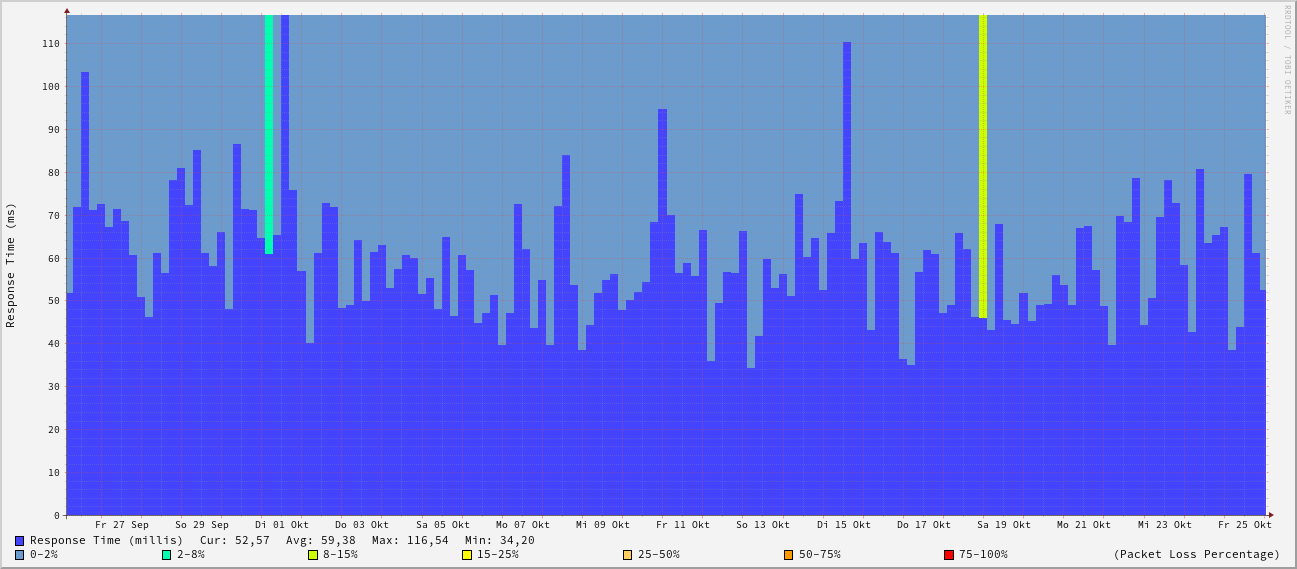 RRDTOOL / TOBI OETIKER
Response Time (ms)
110
100
90
80
70
60
50
40
30
20
10
0
Fr 27 Sep So 29 Sep Di 01 Okt Do 03 Okt Sa 05 Okt Mo 07 Okt Mi 09 Okt Fr 11 Okt So 13 Okt Di 15 Okt Do 17 Okt Sa 19 Okt Mo 21 Okt Mi 23 Okt Fr 25 Okt
Response Time (millis) Cur: 52,57 Avg: 59,38 Max: 116,54 Min: 34,20
0-2% 2-8% 8-15% 15-25% 25-50% 50-75% 75-100% (Packet Loss Percentage)